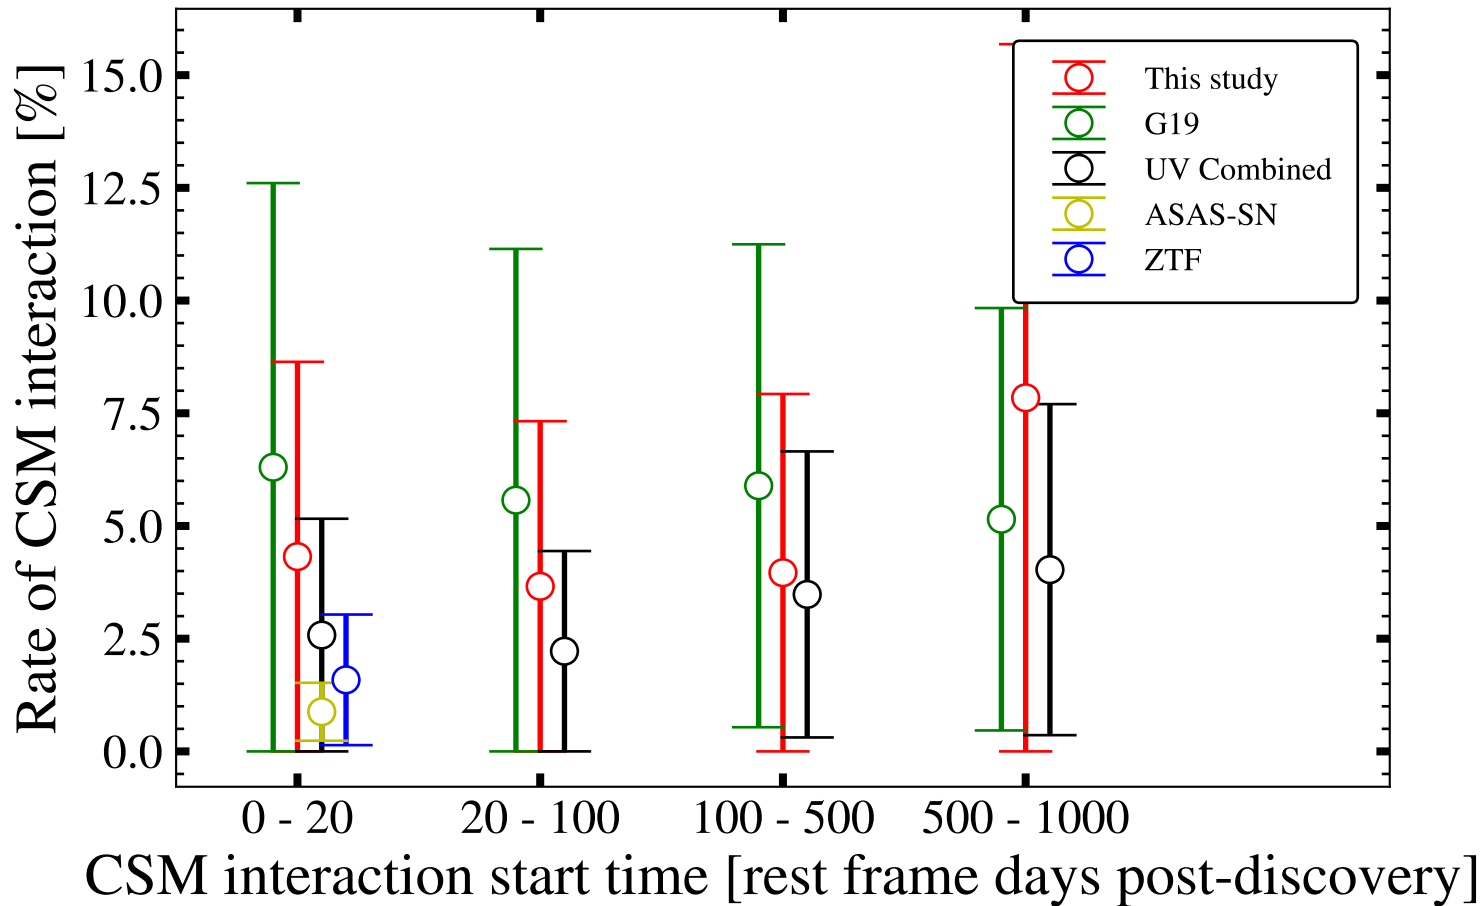 Rate of CSM interaction [%]
15.0
12.5
10.0
7.5
5.0
2.5
0.0
This study
G19
UV Combined
ASAS-SN
ZTF
0 - 20
20 - 100
100 - 500
500 - 1000
CSM interaction start time [rest frame days post-discovery]